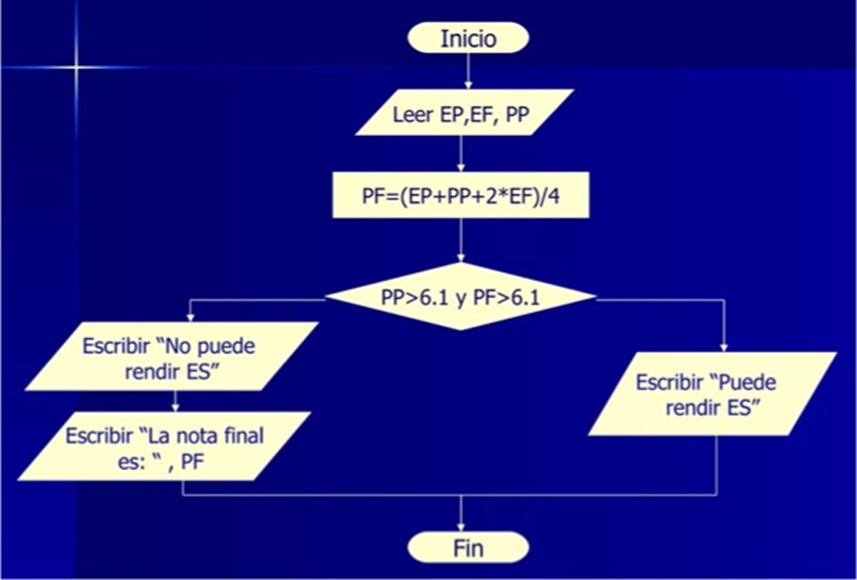 Inicio
Leer EP,EF, PP
PF=(EP+PP+2*EF)/4
PP>6.1 y PF>6.1
Escribir “No puede
rendir ES”
Escribir “La nota final
es: “ , PF
Escribir “Puede
rendir ES”
Fin